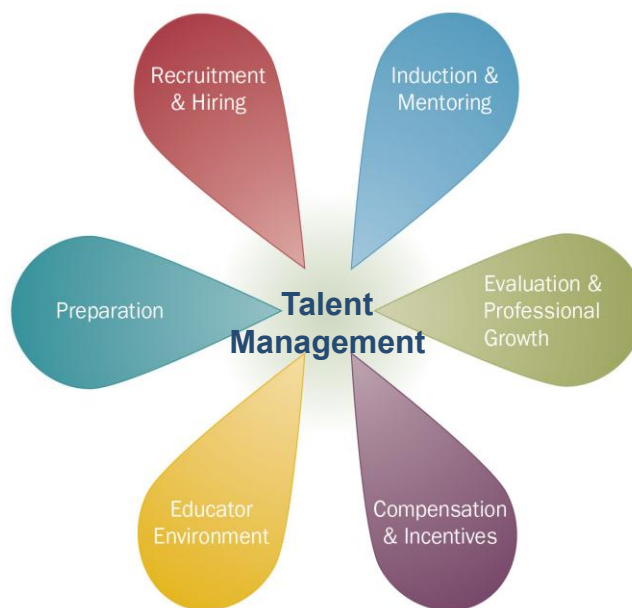 Recruitment
& Hiring
Induction &
Mentoring
Preparation
Talent
Management
Evaluation &
Professional
Growth
Educator
Environment
Compensation
& Incentives